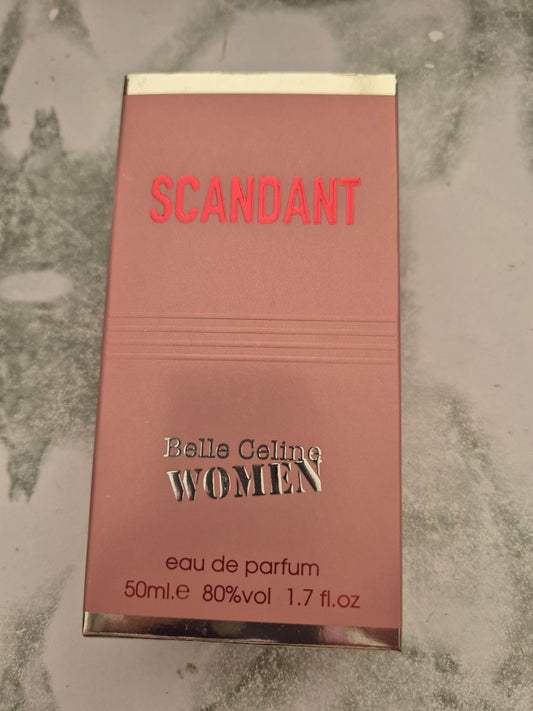 SCANDANT
Belle Celine
WOMEN
eau de parfum
50ml.e 80%vol 1.7 fl.oz